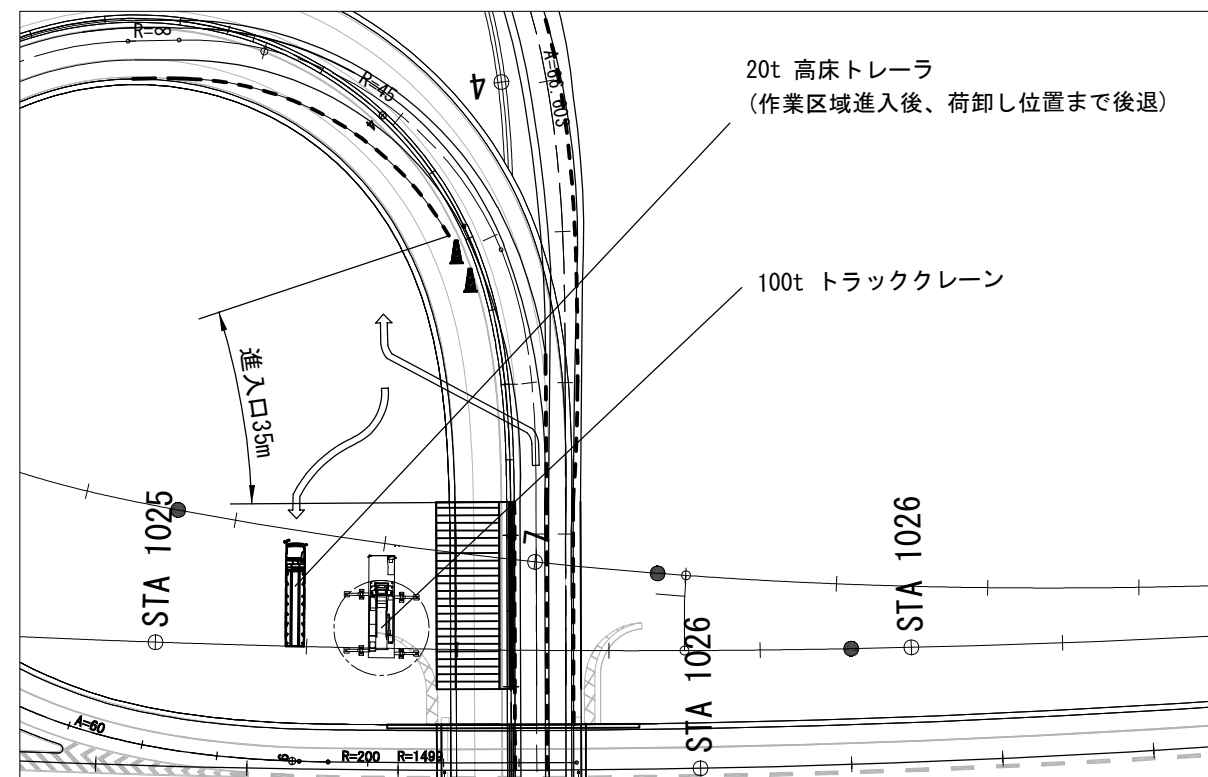 R=∞
R=45
4
4
A=66.603
20t 高床トレーラ
(作業区域進入後、荷卸し位置まで後退)
100t トラッククレーン
進入口35m
STA 1025
7
STA 1026
STA 1026
A=60
R=200
R=1499